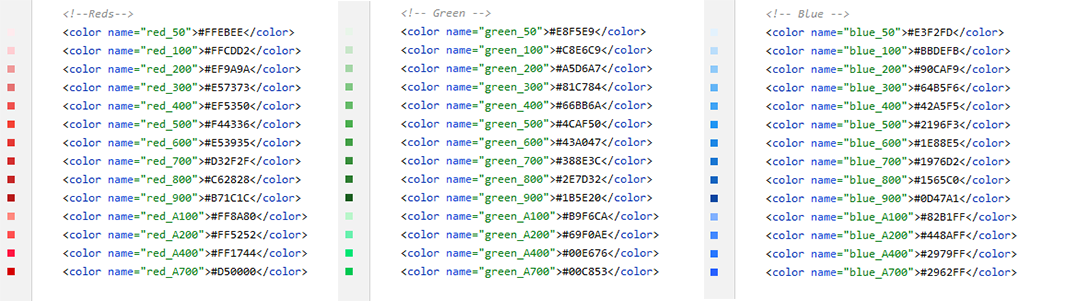 <!--Reds-->
<color name="red_50">#FFEBEE</color>
<color name="red_100">#FFCDD2</color>
<color name="red_200">#EF9A9A</color>
<color name="red_300">#E57373</color>
<color name="red_400">#EF5350</color>
<color name="red_500">#F44336</color>
<color name="red_600">#E53935</color>
<color name="red_700">#D32F2F</color>
<color name="red_800">#C62828</color>
<color name="red_900">#B71C1C</color>
<color name="red_A100">#FF8A80</color>
<color name="red_A200">#FF5252</color>
<color name="red_A400">#FF1744</color>
<color name="red_A700">#D50000</color>
<!-- Green -->
<color name="green_50">#E8F5E9</color>
<color name="green_100">#C8E6C9</color>
<color name="green_200">#A5D6A7</color>
<color name="green_300">#81C784</color>
<color name="green_400">#66BB6A</color>
<color name="green_500">#4CAF50</color>
<color name="green_600">#43A047</color>
<color name="green_700">#388E3C</color>
<color name="green_800">#2E7D32</color>
<color name="green_900">#1B5E20</color>
<color name="green_A100">#B9F6CA</color>
<color name="green_A200">#69F0AE</color>
<color name="green_A400">#00E676</color>
<color name="green_A700">#00C853</color>
<!-- Blue -->
<color name="blue_50">#E3F2FD</color>
<color name="blue_100">#BBDEFB</color>
<color name="blue_200">#90CAF9</color>
<color name="blue_300">#64B5F6</color>
<color name="blue_400">#42A5F5</color>
<color name="blue_500">#2196F3</color>
<color name="blue_600">#1E88E5</color>
<color name="blue_700">#1976D2</color>
<color name="blue_800">#1565C0</color>
<color name="blue_900">#0D47A1</color>
<color name="blue_A100">#82B1FF</color>
<color name="blue_A200">#448AFF</color>
<color name="blue_A400">#2979FF</color>
<color name="blue_A700">#2962FF</color>